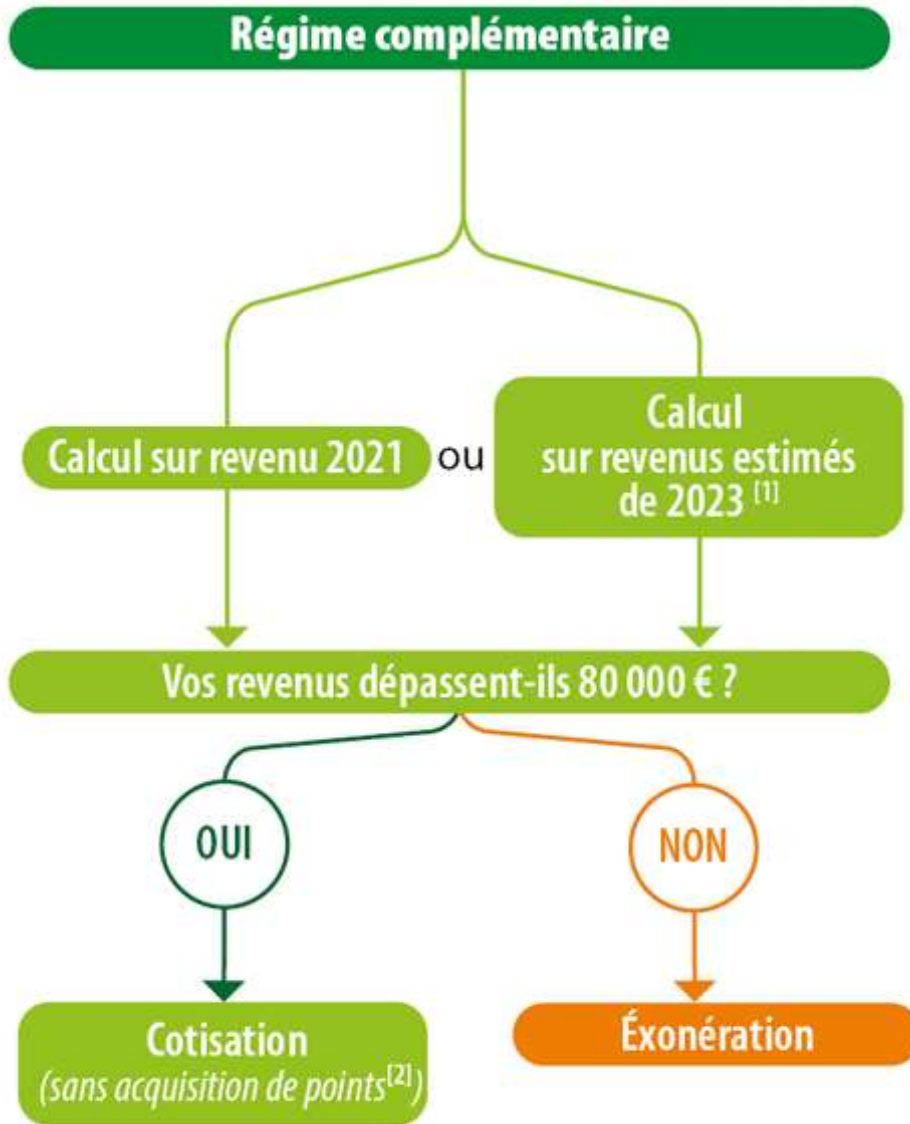 Régime complémentaire
Calcul sur revenu 2021
ou
Calcul
sur revenus estimés
de 2023 [1]
Vos revenus dépassent-ils 80 000 € ?
OUI
NON
Cotisation
(sans acquisition de points[2])
Éxonération